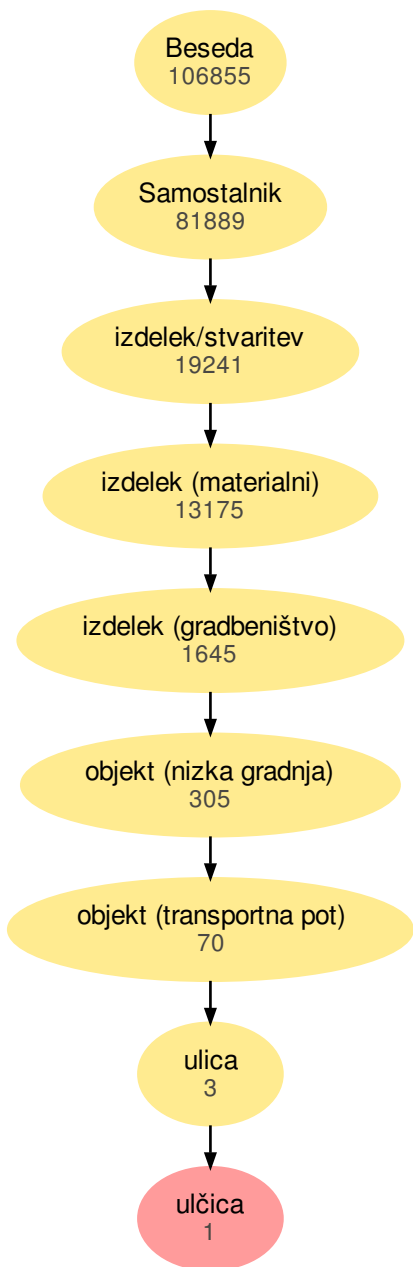 Beseda
106855
Samostalnik
81889
izdelek/stvaritev
19241
izdelek (materialni)
13175
izdelek (gradbeništvo)
1645
objekt (nizka gradnja)
305
objekt (transportna pot)
70
ulica
3
ulčica
1